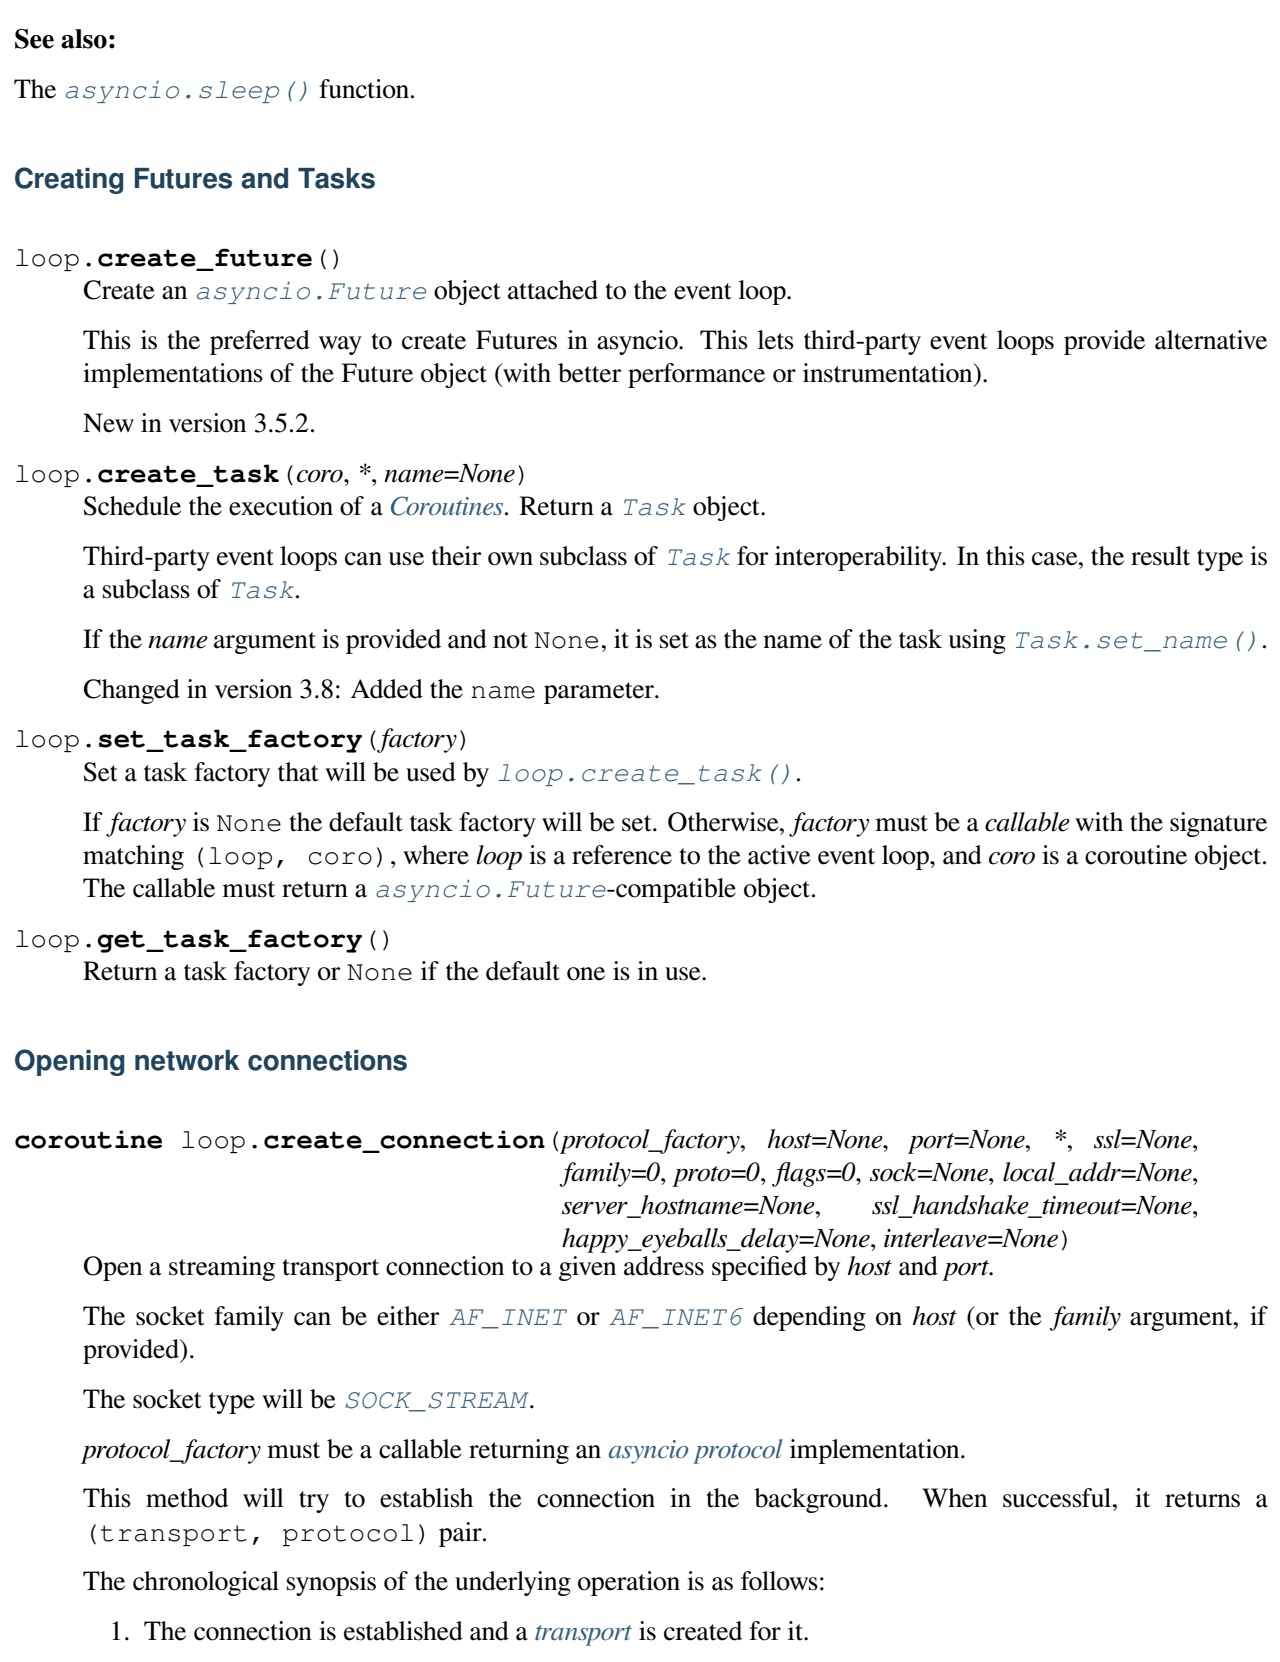 See also:
The asyncio.sleep() function.
Creating Futures and Tasks
loop.create_future()
Create an asyncio.Future object attached to the event loop.
This is the preferred way to create Futures in asyncio. This lets third-party event loops provide alternative
implementations of the Future object (with better performance or instrumentation).
New in version 3.5.2.
loop.create_task(coro, *, name=None)
Schedule the execution of a Coroutines. Return a Task object.
Third-party event loops can use their own subclass of Task for interoperability. In this case, the result type is
a subclass of Task.
If the name argument is provided and not None, it is set as the name of the task using Task.set_name().
Changed in version 3.8: Added the name parameter.
loop.set_task_factory(factory)
Set a task factory that will be used by loop.create_task().
If factory is None the default task factory will be set. Otherwise, factory must be a callable with the signature
matching (loop, coro), where loop is a reference to the active event loop, and coro is a coroutine object.
The callable must return a asyncio.Future-compatible object.
loop.get_task_factory()
Return a task factory or None if the default one is in use.
Opening network connections
coroutine loop.create_connection(protocol_factory, host=None, port=None, *, ssl=None,
family=0, proto=0, flags=0, sock=None, local_addr=None,
server_hostname=None, ssl_handshake_timeout=None,
happy_eyeballs_delay=None, interleave=None)
Open a streaming transport connection to a given address specified by host and port.
The socket family can be either AF_INET or AF_INET6 depending on host (or the family argument, if
provided).
The socket type will be SOCK_STREAM.
protocol_factory must be a callable returning an asyncio protocol implementation.
This method will try to establish the connection in the background. When successful, it returns a
(transport, protocol) pair.
The chronological synopsis of the underlying operation is as follows:
1. The connection is established and a transport is created for it.